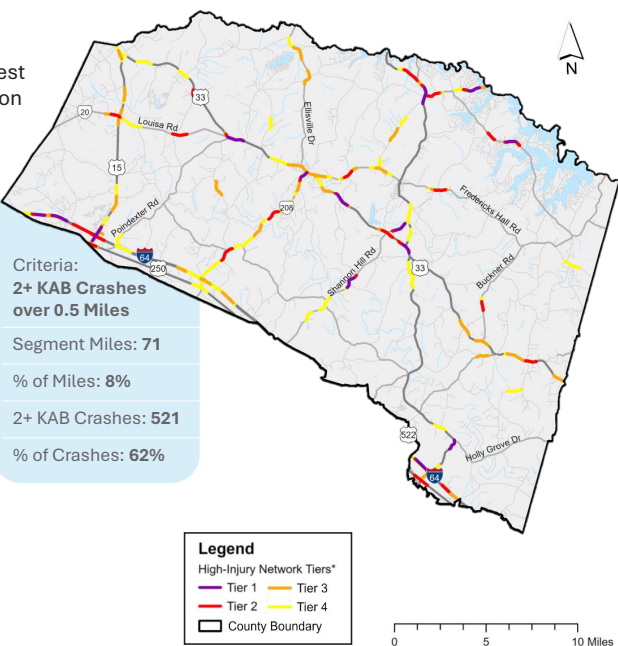 est
on
N
20
33
Louisa Rd
Ellisville Dr
15
Poindexter Rd
208
Fredericks Hall Rd
64
250
Shannon Hill Rd
33
Buckner Rd
Criteria:
2+ KAB Crashes
over 0.5 Miles
Segment Miles: 71
% of Miles: 8%
2+ KAB Crashes: 521
% of Crashes: 62%
522
Holly Grove Dr
64
Legend
High-Injury Network Tiers*
Tier 1 Tier 3
Tier 2 Tier 4
County Boundary
0 5 10 Miles